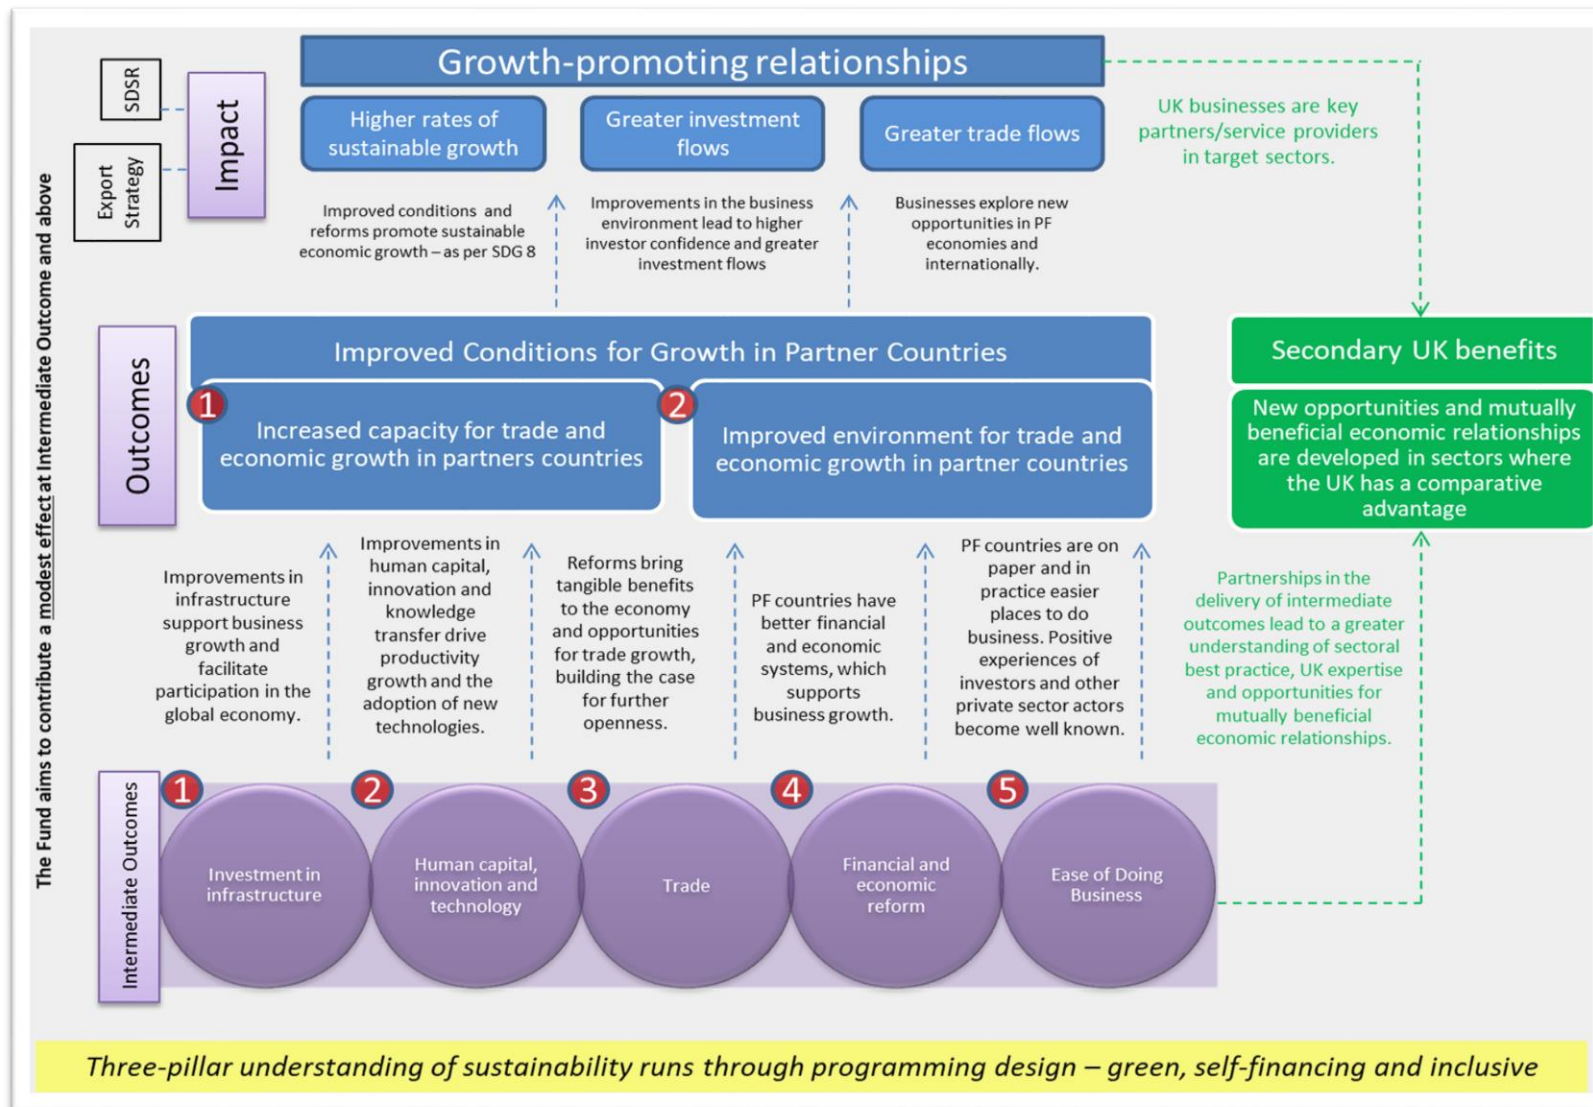 The Fund aims to contribute a modest effect at Intermediate Outcome and above
SDSR
Export
Strategy
Impact
Growth-promoting relationships
Higher rates of
sustainable growth
Greater investment
flows
Greater trade flows
UK businesses are key
partners/service providers
in target sectors.
Improved conditions and
reforms promote sustainable
economic growth – as per SDG 8
Improvements in the business
environment lead to higher
investor confidence and greater
investment flows
Businesses explore new
opportunities in PF
economies and
internationally.
Outcomes
Improved Conditions for Growth in Partner Countries
1
Increased capacity for trade and
economic growth in partners countries
2
Improved environment for trade and
economic growth in partner countries
Secondary UK benefits
New opportunities and mutually
beneficial economic relationships
are developed in sectors where
the UK has a comparative
advantage
Improvements in
infrastructure
support business
growth and
facilitate
participation in the
global economy.
Improvements in
human capital,
innovation and
knowledge
transfer drive
productivity
growth and the
adoption of new
technologies.
Reforms bring
tangible benefits
to the economy
and opportunities
for trade growth,
building the case
for further
openness.
PF countries have
better financial
and economic
systems, which
supports
business growth.
PF countries are on
paper and in
practice easier
places to do
business. Positive
experiences of
investors and other
private sector actors
become well known.
Partnerships in the
delivery of intermediate
outcomes lead to a greater
understanding of sectoral
best practice, UK expertise
and opportunities for
mutually beneficial
economic relationships.
Intermediate Outcomes
1
Investment in
infrastructure
2
Human capital,
innovation and
technology
3
Trade
4
Financial and
economic
reform
5
Ease of Doing
Business
Three-pillar understanding of sustainability runs through programming design – green, self-financing and inclusive